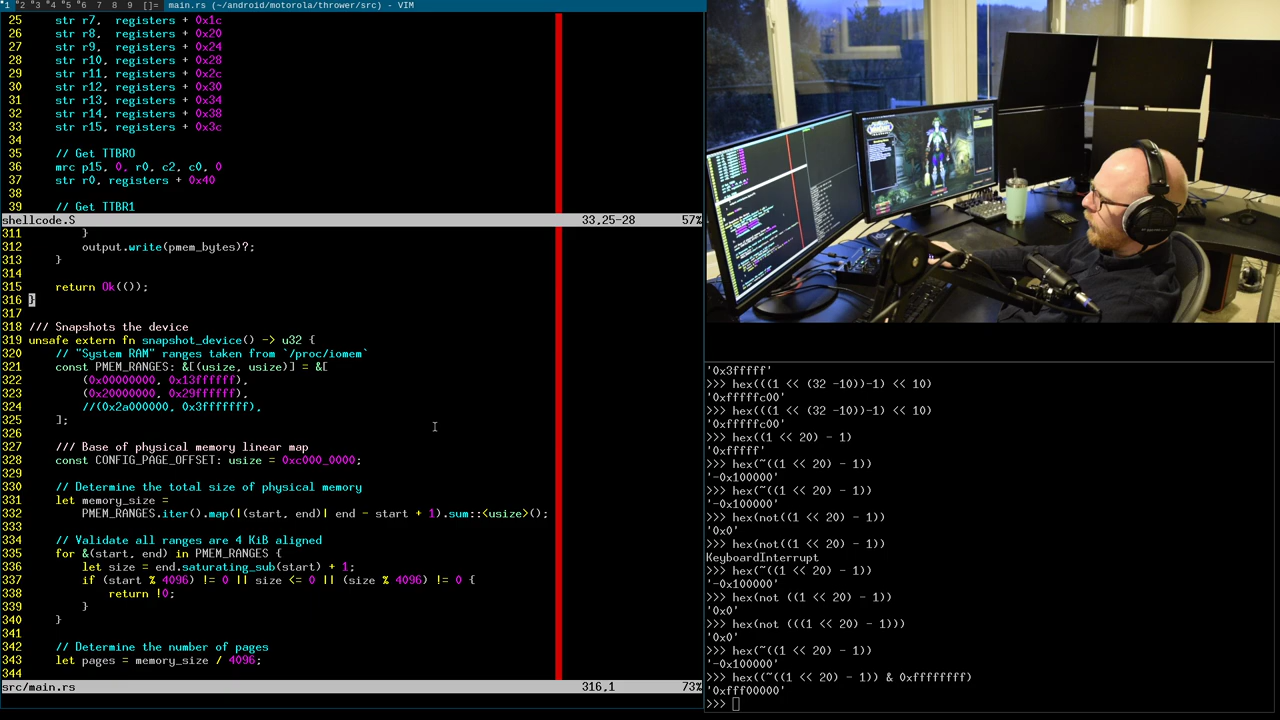 1 2 3 4 5 6 7 8 9 []= main.rs (~/android/motorola/thrower/src) - VIM
25 str r7, registers + 0x1c
26 str r8, registers + 0x20
27 str r9, registers + 0x24
28 str r10, registers + 0x28
29 str r11, registers + 0x2c
30 str r12, registers + 0x30
31 str r13, registers + 0x34
32 str r14, registers + 0x38
33 str r15, registers + 0x3c
34
35 // Get TTBR0
36 mrc p15, 0, r0, c2, c0, 0
37 str r0, registers + 0x40
38
39 // Get TTBR1
shellcode.S 33,25-28 57%
311 }
312 output.write(pmem_bytes)?;
313 }
314
315 return Ok(());
316 }
317
318 /// Snapshots the device
319 unsafe extern fn snapshot_device() -> u32 {
320 // "System RAM" ranges taken from `/proc/iomem`
321 const PMEM_RANGES: &[(usize, usize)] = &[
322 (0x00000000, 0x13ffffff),
323 (0x20000000, 0x29ffffff),
324 //(0x2a000000, 0x3fffffff),
325 ];
326
327 /// Base of physical memory linear map
328 const CONFIG_PAGE_OFFSET: usize = 0xc000_0000;
329
330 // Determine the total size of physical memory
331 let memory_size =
332 PMEM_RANGES.iter().map(|(start, end)| end - start + 1).sum::<usize>();
333
334 // Validate all ranges are 4 KiB aligned
335 for &(start, end) in PMEM_RANGES {
336 let size = end.saturating_sub(start) + 1;
337 if (start % 4096) != 0 || size <= 0 || (size % 4096) != 0 {
338 return !0;
339 }
340 }
341
342 // Determine the number of pages
343 let pages = memory_size / 4096;
344
src/main.rs 316,1 73%
'0x3fffff'
>>> hex(((1 << (32 -10))-1) << 10)
'0xfffffc00'
>>> hex(((1 << (32 -10))-1) << 10)
'0xfffffc00'
>>> hex((1 << 20) - 1)
'0xfffff'
>>> hex(~((1 << 20) - 1))
'-0x100000'
>>> hex(~((1 << 20) - 1))
'-0x100000'
>>> hex(not((1 << 20) - 1))
'0x0'
>>> hex(not((1 << 20) - 1))
KeyboardInterrupt
>>> hex(~((1 << 20) - 1))
'-0x100000'
>>> hex(not ((1 << 20) - 1))
'0x0'
>>> hex(not (((1 << 20) - 1)))
'0x0'
>>> hex(~((1 << 20) - 1))
'-0x100000'
>>> hex((~((1 << 20) - 1)) & 0xffffffff)
'0xfff00000'
>>>